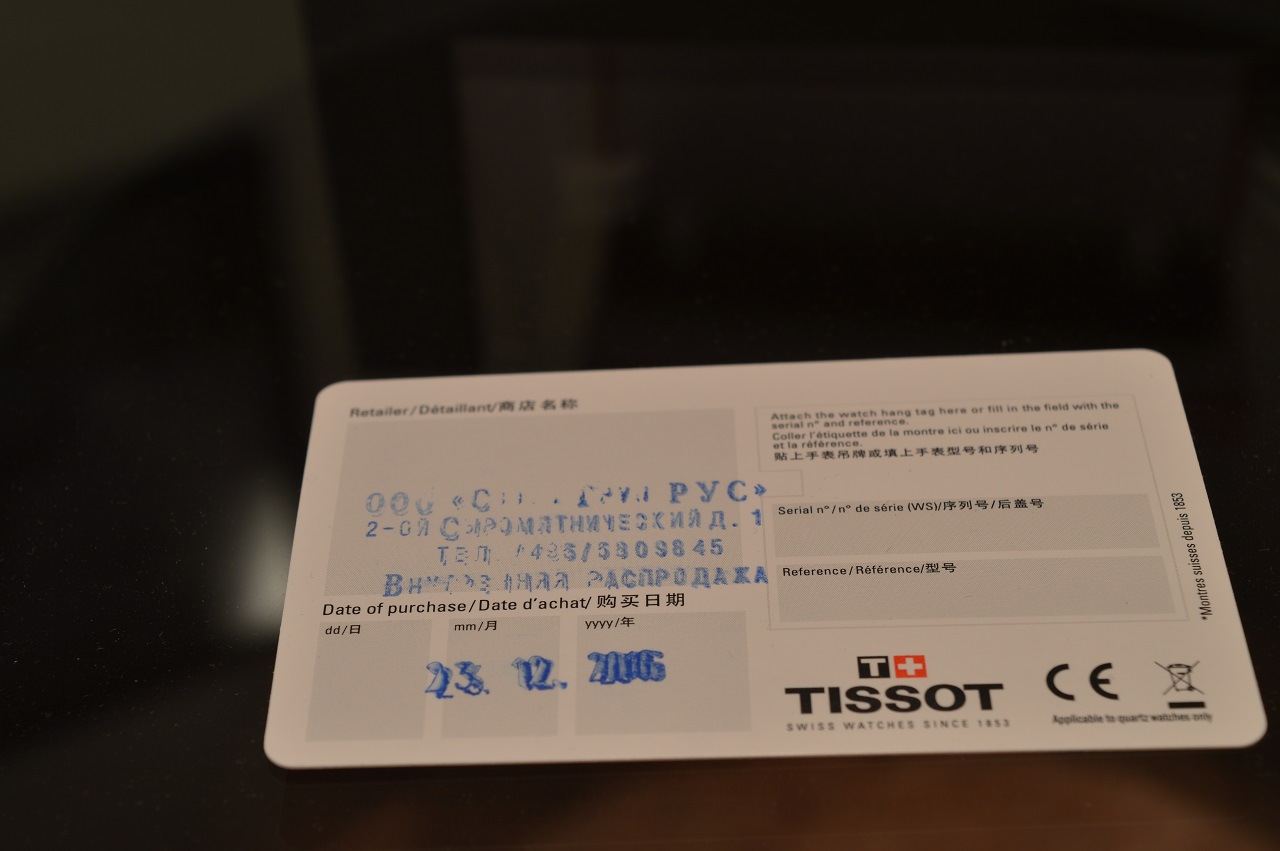 Retailer/Détaillant/商店名称
РУС»
2-ОЙ СЫРОМЯТНИЧЕСКИЙ Д. 1
ТЕЛ.
РАСПРОДАЖА
Date of purchase/Date d'achat/购买日期
dd/日 mm/月 yyyy/年
23. 12.
Attach the watch hang tag here or fill in the field with the
serial n° and reference.
Coller l'étiquette de la montre ici ou inscrire le n° de série
et la référence.
贴上手表吊牌或填上手表型号和序列号
Serial n°/n° de série (WS)/序列号/后盖号
Reference/Référence/型号
*Montres suisses depuis 1853
T+
TISSOT
SWISS WATCHES SINCE 1853
CE
Applicable to quartz watches only